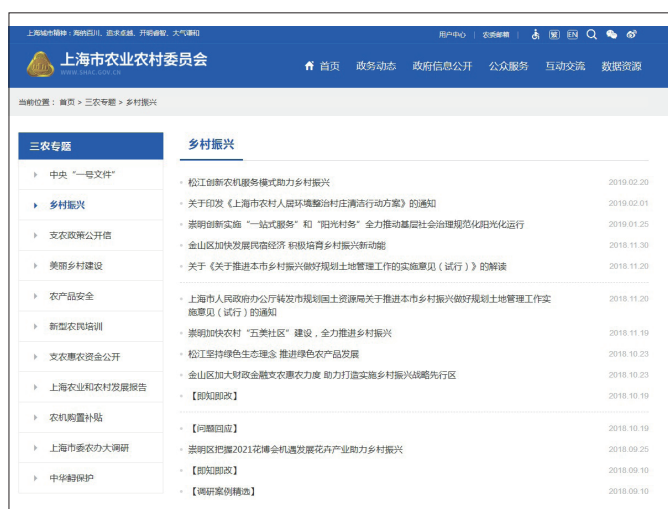 上海城市精神：海纳百川、追求卓越、开明睿智、大气谦和
用户中心 | 农委邮箱 | 繁 EN
上海市农业农村委员会
WWW.SHAC.GOV.CN
首页 政务动态 政府信息公开 公众服务 互动交流 数据资源
当前位置： 首页 > 三农专题 > 乡村振兴
三农专题
中央“一号文件”
乡村振兴
支农政策公开信
美丽乡村建设
农产品安全
新型农民培训
支农惠农资金公开
上海农业和农村发展报告
农机购置补贴
上海市委农办大调研
中华鲟保护
乡村振兴
松江创新农机服务模式助力乡村振兴 2019.02.20
关于印发《上海市农村人居环境整治村庄清洁行动方案》的通知 2019.02.01
崇明创新实施“一站式服务”和“阳光村务”全力推动基层社会治理规范化阳光化运行 2019.01.25
金山区加快发展民宿经济 积极培育乡村振兴新动能 2018.11.30
关于《关于推进本市乡村振兴做好规划土地管理工作的实施意见（试行）》的解读 2018.11.20
上海市人民政府办公厅转发市规划国土资源局关于推进本市乡村振兴做好规划土地管理工作实 2018.11.20
施意见（试行）的通知
崇明加快农村“五美社区”建设，全力推进乡村振兴 2018.11.19
松江坚持绿色生态理念 推进绿色农产品发展 2018.10.23
金山区加大财政金融支农惠农力度 助力打造实施乡村振兴战略先行区 2018.10.23
【即知即改】 2018.10.19
【问题回应】 2018.10.19
崇明区把握2021花博会机遇发展花卉产业助力乡村振兴 2018.09.25
【即知即改】 2018.09.10
【调研案例精选】 2018.09.10